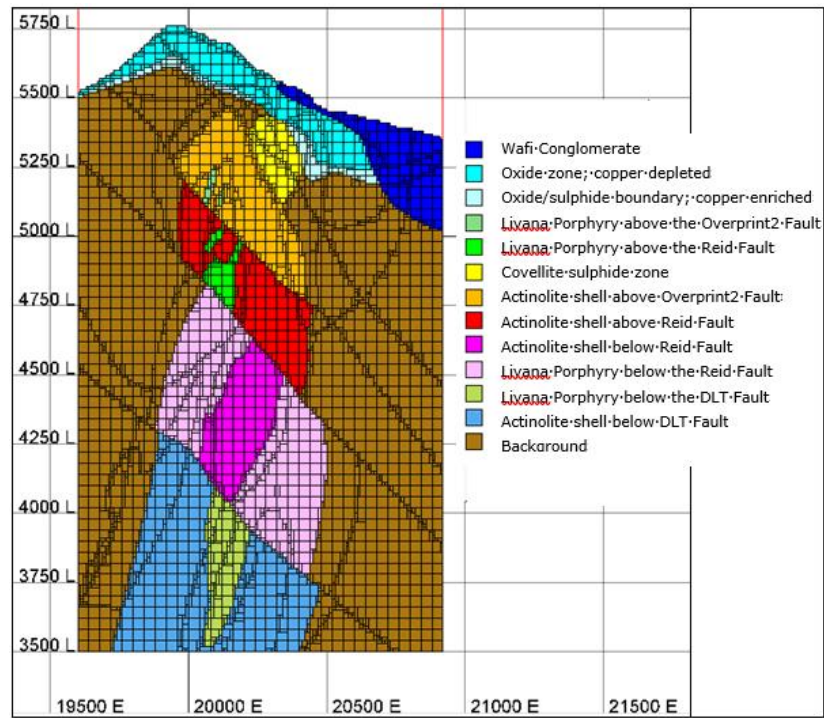 5750 L
5500 L
5250 L
5000 L
4750 L
4500 L
4250 L
4000 L
3750 L
3500 L
19500 E
20000 E
20500 E
21000 E
21500 E
Wafi·Conglomerate
Oxide·zone;·copper·depleted
Oxide/sulphide·boundary;·copper·enriched
Livana·Porphyry·above·the·Overprint2·Fault
Livana·Porphyry·above·the·Reid·Fault
Covellite·sulphide·zone
Actinolite·shell·above·Overprint2·Fault:
Actinolite·shell·above·Reid·Fault
Actinolite·shell·below·Reid·Fault
Livana·Porphyry·below·the·Reid·Fault
Livana·Porphyry·below·the·DLT·Fault
Actinolite·shell·below·DLT·Fault
Background